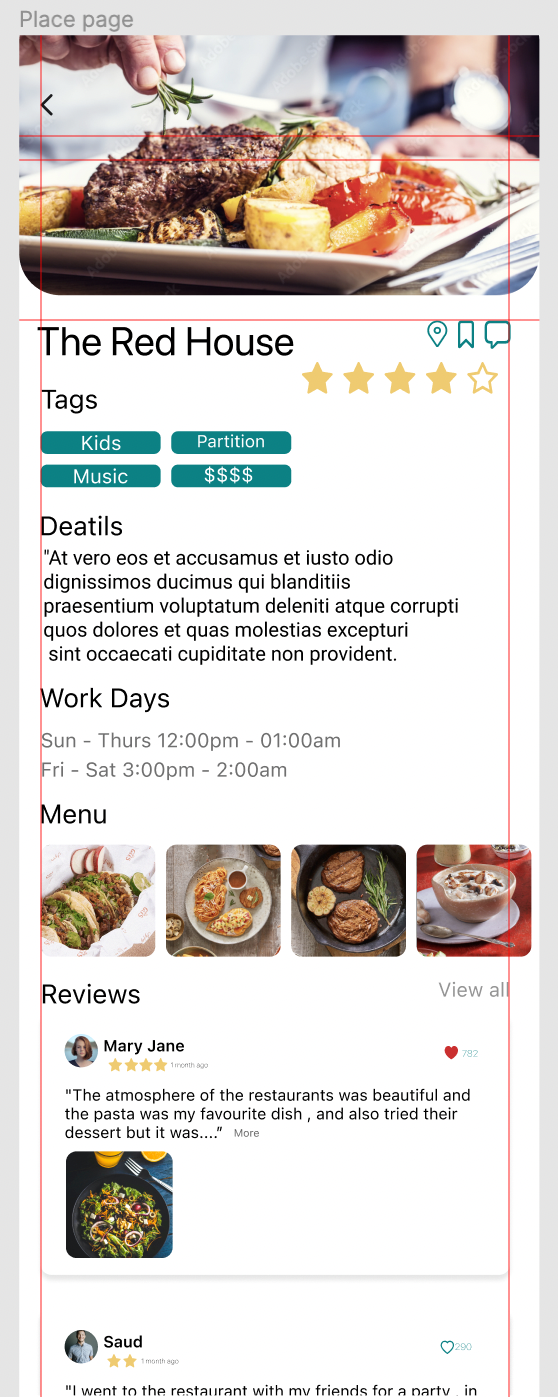 Place page
The Red House
Tags
Kids
Partition
Music
$$$$
Deatils
"At vero eos et accusamus et iusto odio
dignissimos ducimus qui blanditiis
praesentium voluptatum deleniti atque corrupti
quos dolores et quas molestias excepturi
sint occaecati cupiditate non provident.
Work Days
Sun - Thurs 12:00pm - 01:00am
Fri - Sat 3:00pm - 2:00am
Menu
Reviews
View all
Mary Jane
782
1 month ago
"The atmosphere of the restaurants was beautiful and
the pasta was my favourite dish , and also tried their
dessert but it was...." More
Saud
290
1 month ago
"I went to the restaurant with my friends for a party , in